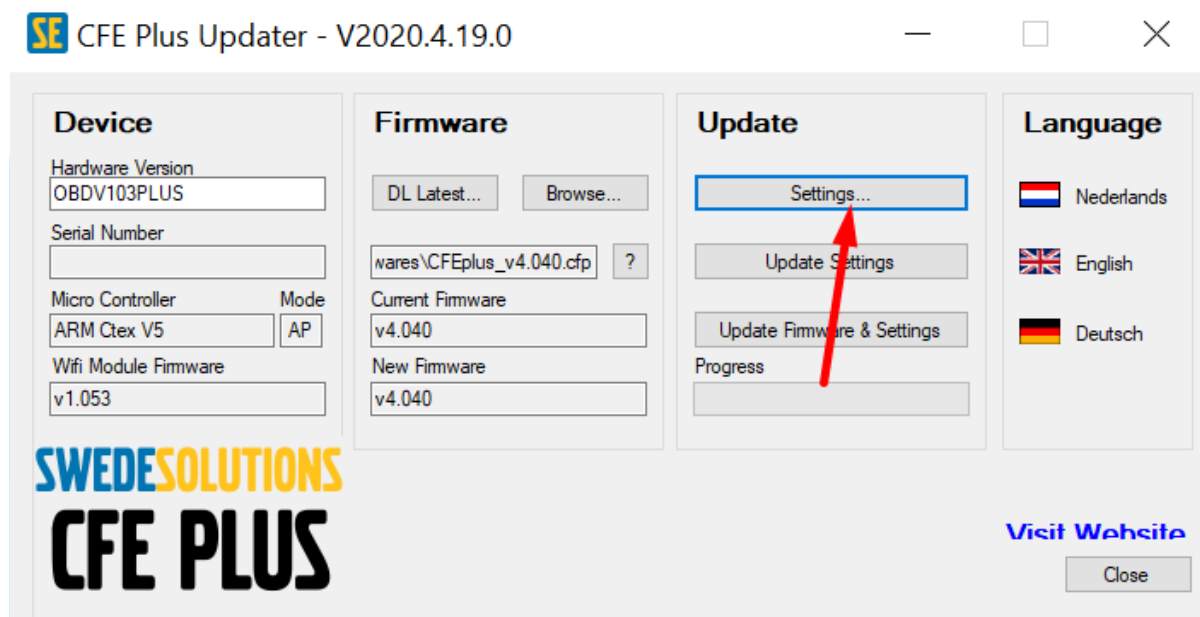 SE CFE Plus Updater - V2020.4.19.0
Device
Hardware Version
OBDV103PLUS
Serial Number
Micro Controller Mode
ARM Ctex V5 AP
Wifi Module Firmware
v1.053
Firmware
DL Latest... Browse...
wares\CFEplus_v4.040.cfp ?
Current Firmware
v4.040
New Firmware
v4.040
Update
Settings...
Update Settings
Update Firmware & Settings
Progress
Language
Nederlands
English
Deutsch
SWEDESOLUTIONS
CFE PLUS
Visit Website
Close